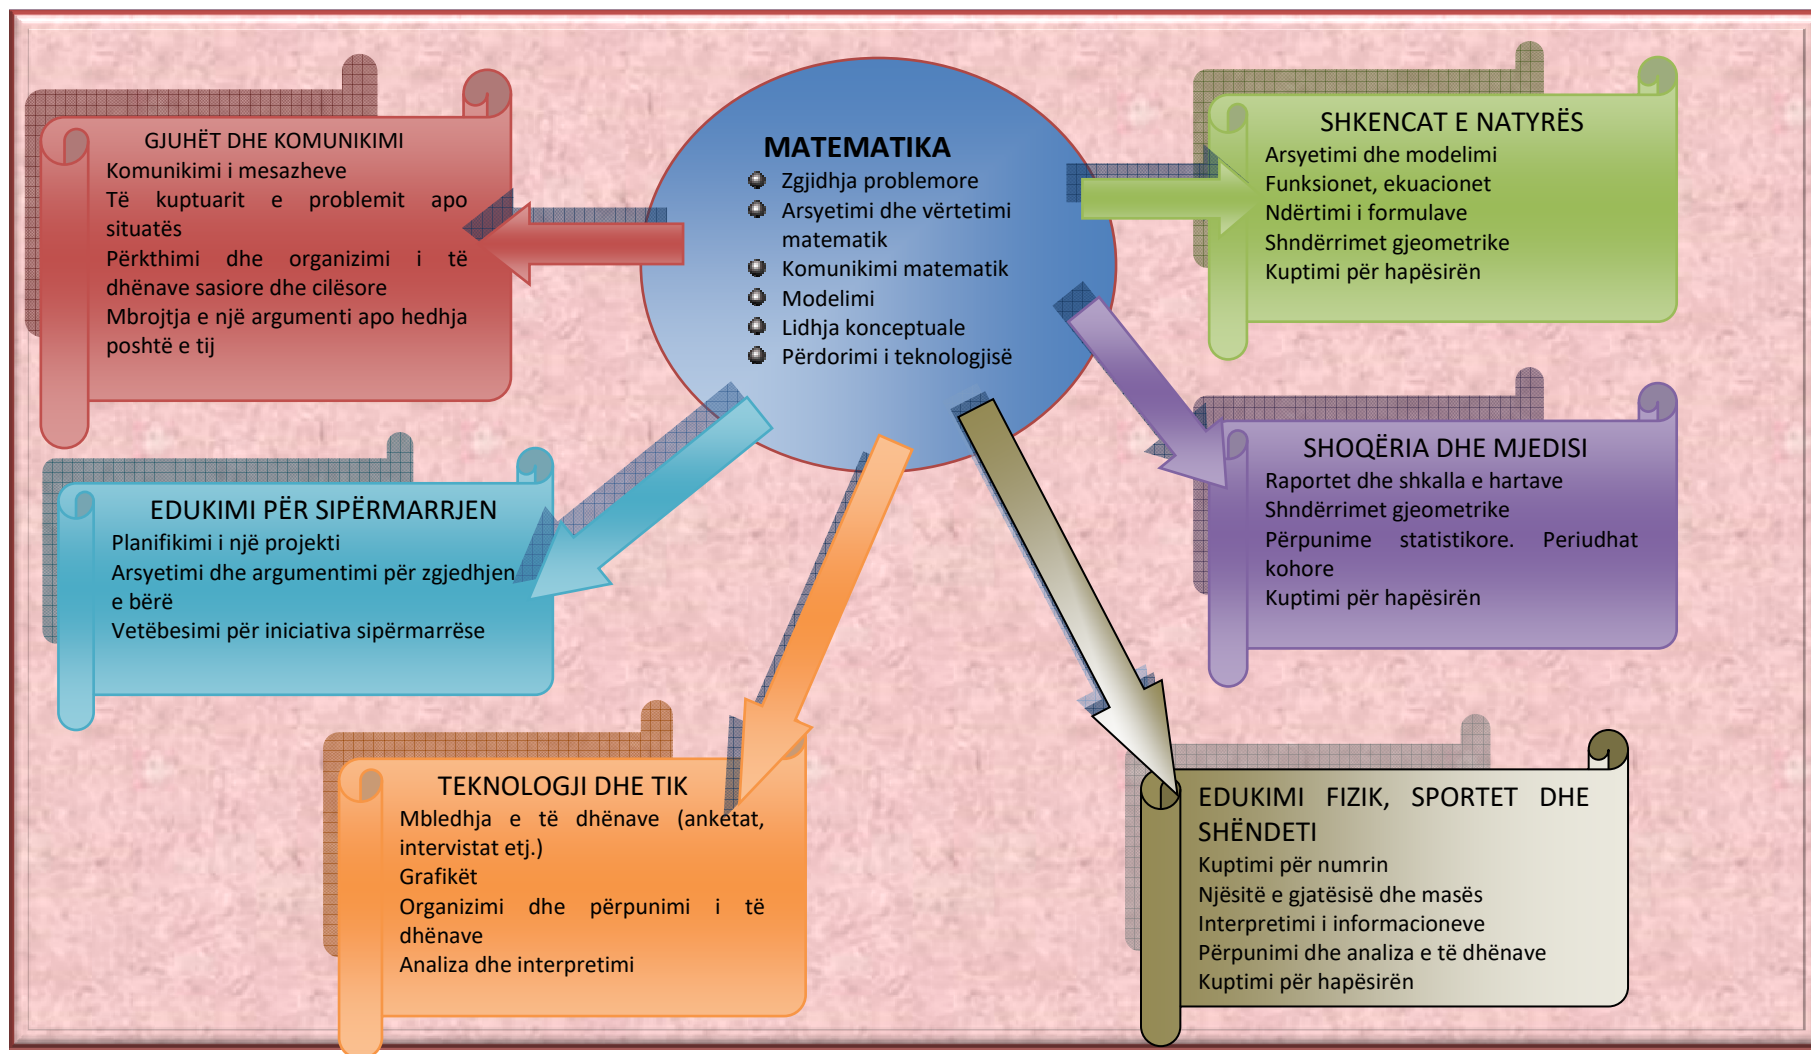 GJUHËT DHE KOMUNIKIMI
Komunikimi i mesazheve
Të kuptuarit e problemit apo
situatës
Përkthimi dhe organizimi i të
dhënave sasiore dhe cilësore
Mbrojtja e një argumenti apo hedhja
poshtë e tij
MATEMATIKA
Zgjidhja problemore
Arsyetimi dhe vërtetimi
matematik
Komunikimi matematik
Modelimi
Lidhja konceptuale
Përdorimi i teknologjisë
SHKENCAT E NATYRËS
Arsyetimi dhe modelimi
Funksionet, ekuacionet
Ndërtimi i formulave
Shndërrimet gjeometrike
Kuptimi për hapësirën
EDUKIMI PËR SIPËRMARRJEN
Planifikimi i një projekti
Arsyetimi dhe argumentimi për zgjedhjen
e bërë
Vetëbesimi për iniciativa sipërmarrëse
SHOQËRIA DHE MJEDISI
Raportet dhe shkalla e hartave
Shndërrimet gjeometrike
Përpunime statistikore. Periudhat
kohore
Kuptimi për hapësirën
TEKNOLOGJI DHE TIK
Mbledhja e të dhënave (anketat,
intervistat etj.)
Grafikët
Organizimi dhe përpunimi i të
dhënave
Analiza dhe interpretimi
EDUKIMI FIZIK, SPORTET DHE
SHËNDETI
Kuptimi për numrin
Njësitë e gjatësisë dhe masës
Interpretimi i informacioneve
Përpunimi dhe analiza e të dhënave
Kuptimi për hapësirën